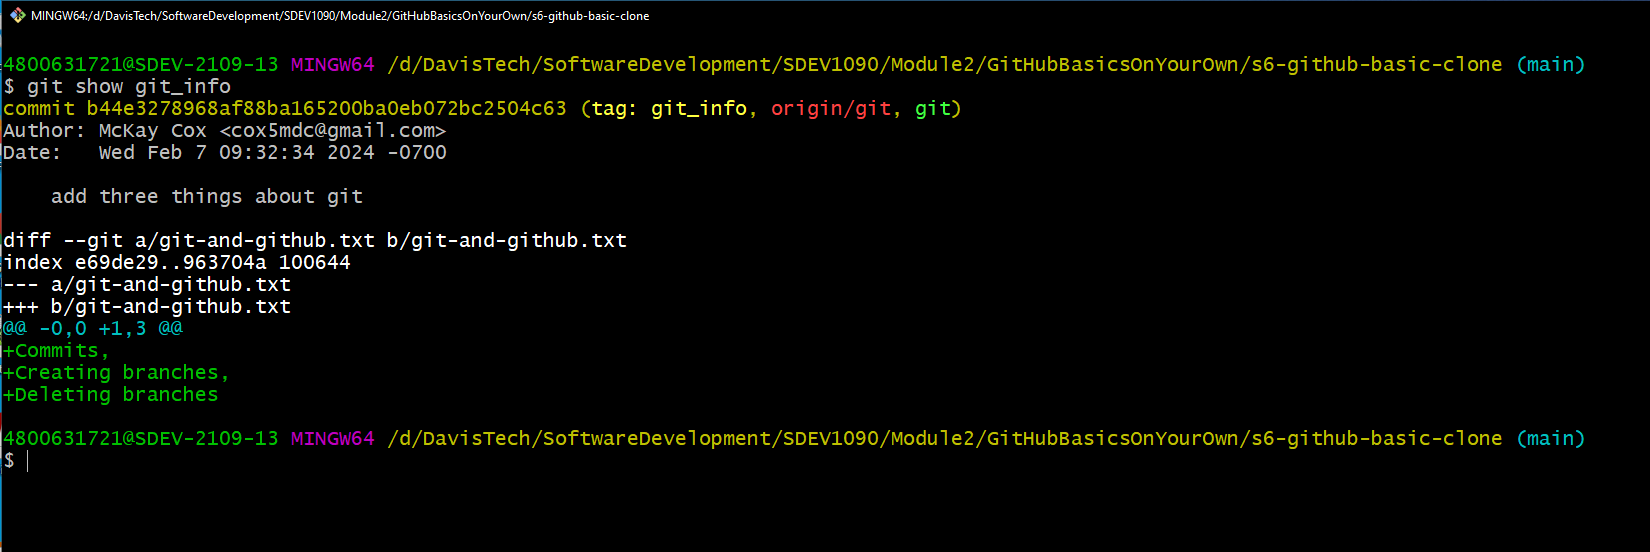 MINGW64:/d/DavisTech/SoftwareDevelopment/SDEV1090/Module2/GitHubBasicsOnYourOwn/s6-github-basic-clone
4800631721@SDEV-2109-13 MINGW64 /d/DavisTech/SoftwareDevelopment/SDEV1090/Module2/GitHubBasicsOnYourOwn/s6-github-basic-clone (main)
$ git show git_info
commit b44e3278968af88ba165200ba0eb072bc2504c63 (tag: git_info, origin/git, git)
Author: McKay Cox <cox5mdc@gmail.com>
Date:   Wed Feb 7 09:32:34 2024 -0700
    add three things about git
diff --git a/git-and-github.txt b/git-and-github.txt
index e69de29..963704a 100644
--- a/git-and-github.txt
+++ b/git-and-github.txt
@@ -0,0 +1,3 @@
+Commits,
+Creating branches,
+Deleting branches
4800631721@SDEV-2109-13 MINGW64 /d/DavisTech/SoftwareDevelopment/SDEV1090/Module2/GitHubBasicsOnYourOwn/s6-github-basic-clone (main)
$